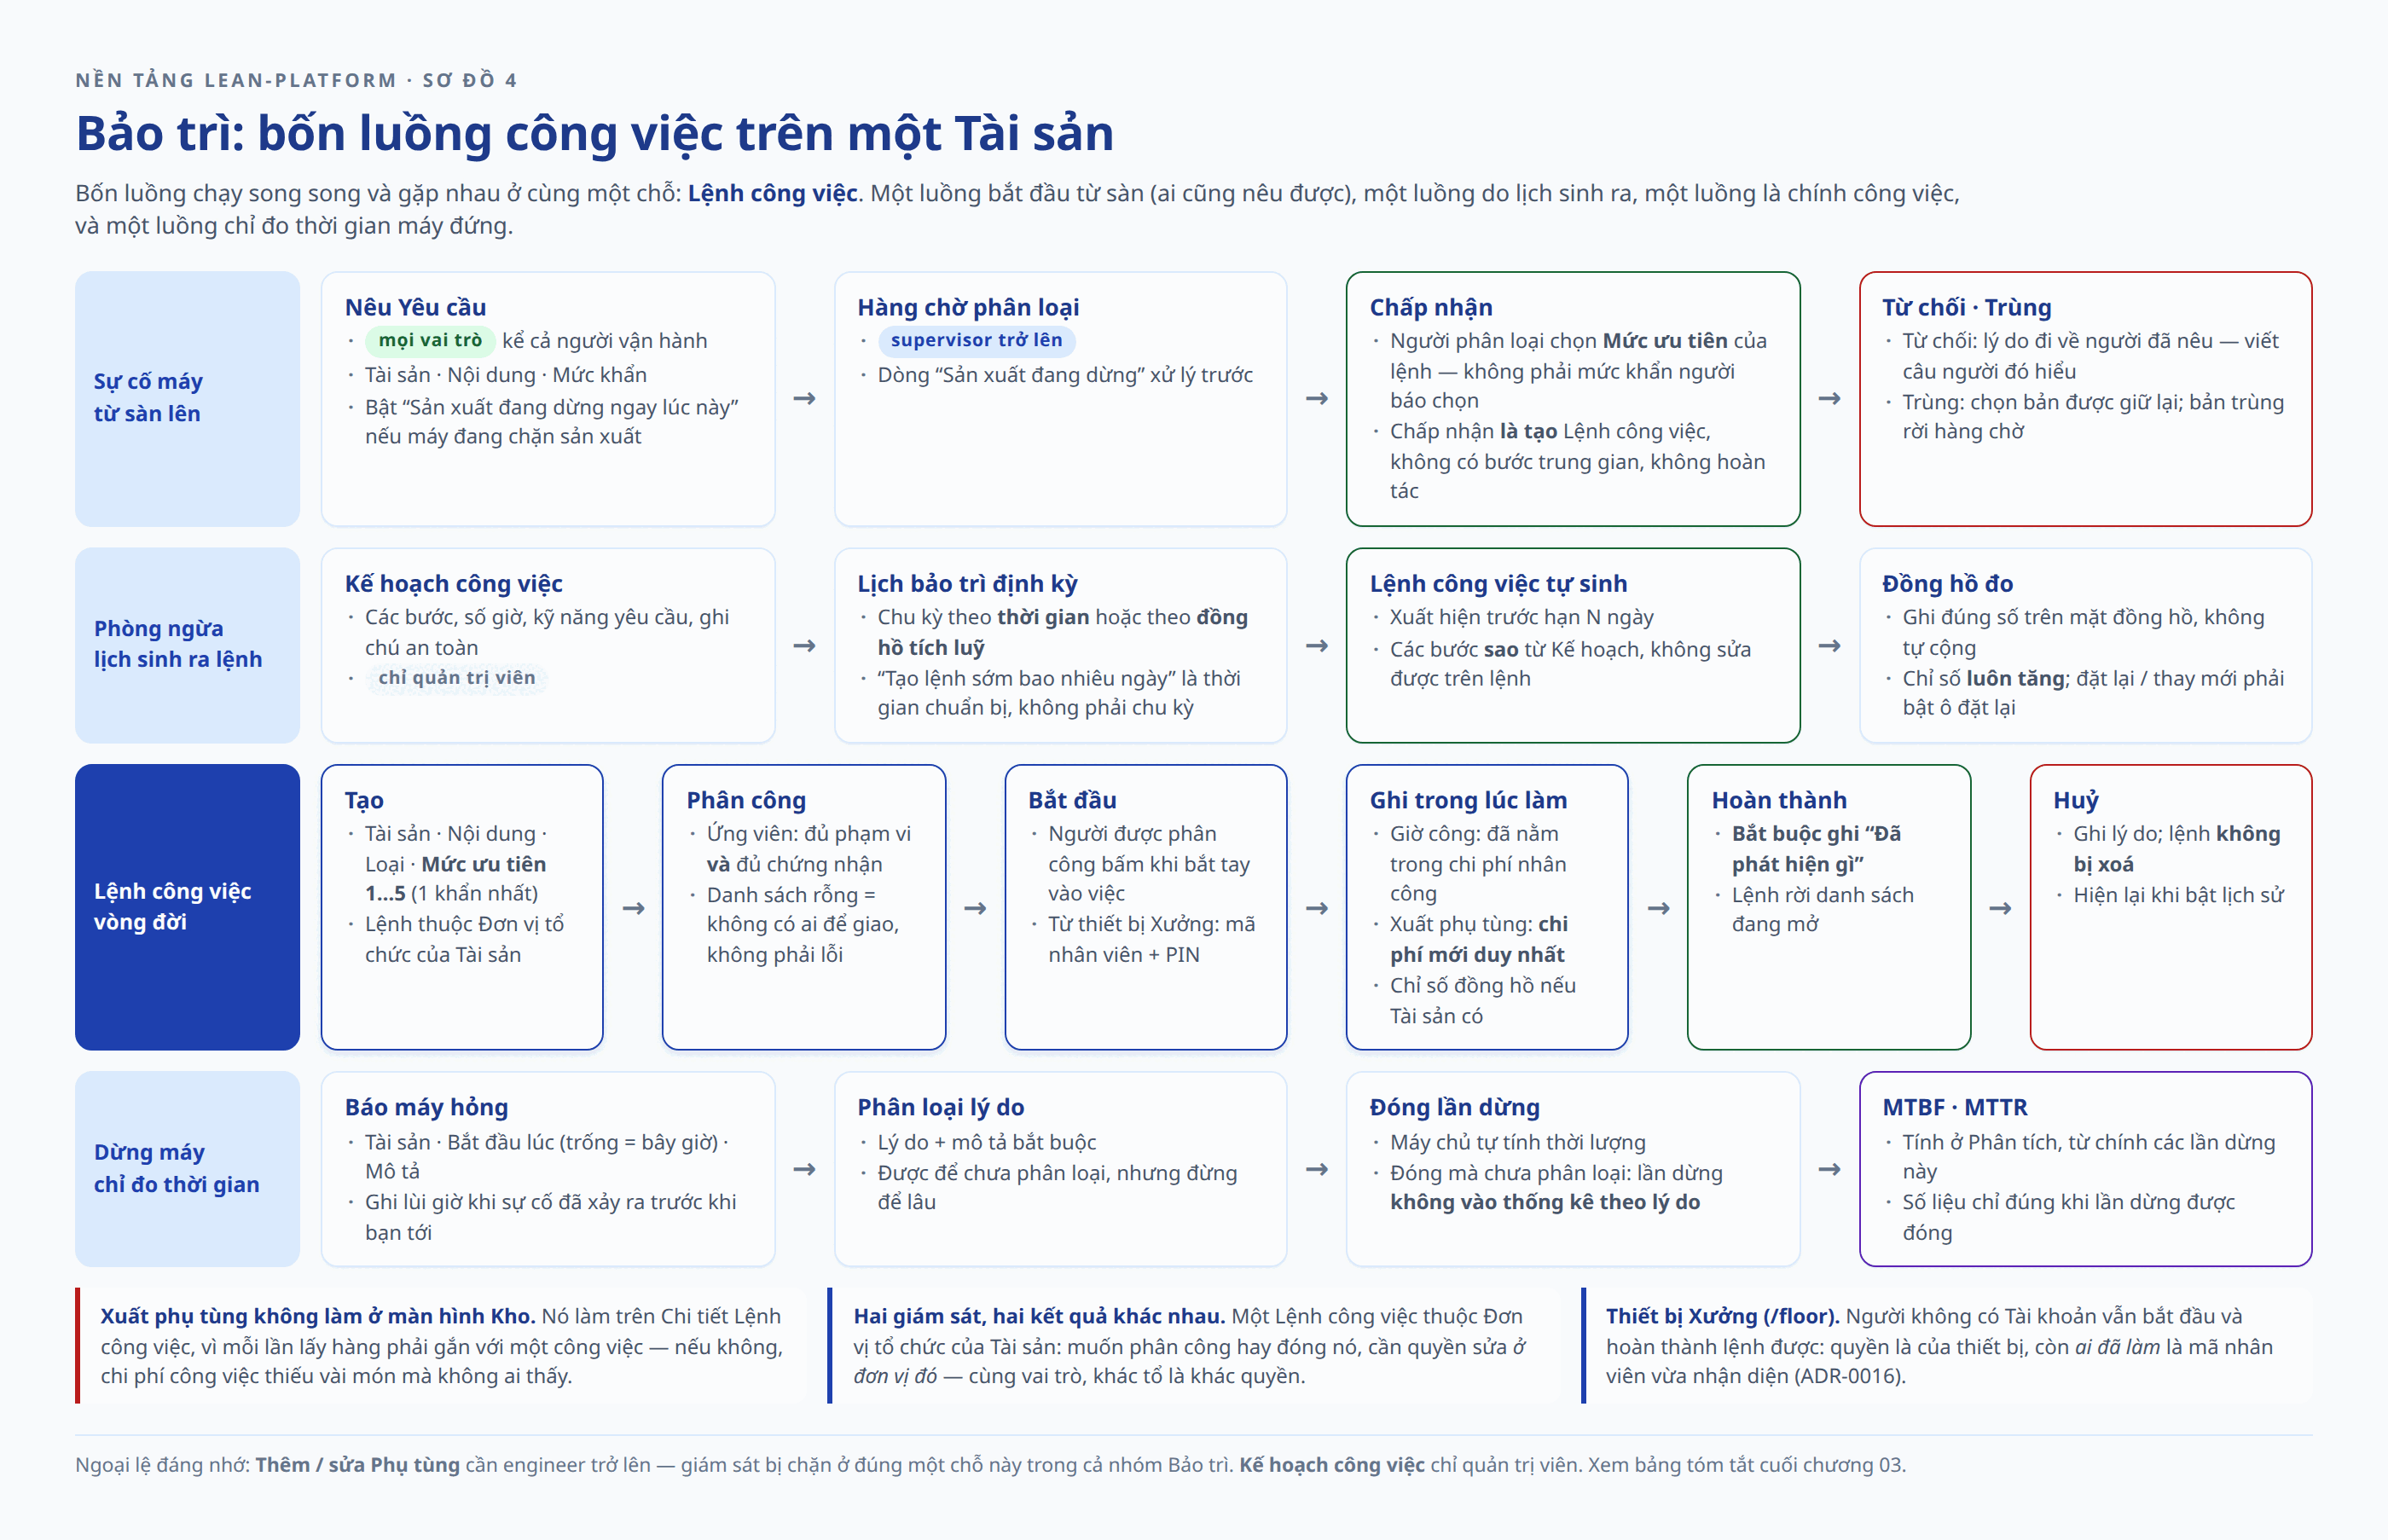 NỀN TẢNG LEAN-PLATFORM · SƠ ĐỒ 4
Bảo trì: bốn luồng công việc trên một Tài sản
Bốn luồng chạy song song và gặp nhau ở cùng một chỗ: Lệnh công việc. Một luồng bắt đầu từ sàn (ai cũng nêu được), một luồng do lịch sinh ra, một luồng là chính công việc,
và một luồng chỉ đo thời gian máy đứng.
Sự cố máy
từ sàn lên
Nêu Yêu cầu
· mọi vai trò kể cả người vận hành
· Tài sản · Nội dung · Mức khẩn
· Bật “Sản xuất đang dừng ngay lúc này”
nếu máy đang chặn sản xuất
→
Hàng chờ phân loại
· supervisor trở lên
· Dòng “Sản xuất đang dừng” xử lý trước
→
Chấp nhận
· Người phân loại chọn Mức ưu tiên của
lệnh — không phải mức khẩn người
báo chọn
· Chấp nhận là tạo Lệnh công việc,
không có bước trung gian, không hoàn
tác
→
Từ chối · Trùng
· Từ chối: lý do đi về người đã nêu — viết
câu người đó hiểu
· Trùng: chọn bản được giữ lại; bản trùng
rời hàng chờ
Phòng ngừa
lịch sinh ra lệnh
Kế hoạch công việc
· Các bước, số giờ, kỹ năng yêu cầu, ghi
chú an toàn
· chỉ quản trị viên
→
Lịch bảo trì định kỳ
· Chu kỳ theo thời gian hoặc theo đồng
hồ tích luỹ
· “Tạo lệnh sớm bao nhiêu ngày” là thời
gian chuẩn bị, không phải chu kỳ
→
Lệnh công việc tự sinh
· Xuất hiện trước hạn N ngày
· Các bước sao từ Kế hoạch, không sửa
được trên lệnh
→
Đồng hồ đo
· Ghi đúng số trên mặt đồng hồ, không
tự cộng
· Chỉ số luôn tăng; đặt lại / thay mới phải
bật ô đặt lại
Lệnh công việc
vòng đời
Tạo
· Tài sản · Nội dung ·
Loại · Mức ưu tiên
1…5 (1 khẩn nhất)
· Lệnh thuộc Đơn vị tổ
chức của Tài sản
→
Phân công
· Ứng viên: đủ phạm vi
và đủ chứng nhận
· Danh sách rỗng =
không có ai để giao,
không phải lỗi
→
Bắt đầu
· Người được phân
công bấm khi bắt tay
vào việc
· Từ thiết bị Xưởng: mã
nhân viên + PIN
→
Ghi trong lúc làm
· Giờ công: đã nằm
trong chi phí nhân
công
· Xuất phụ tùng: chi
phí mới duy nhất
· Chỉ số đồng hồ nếu
Tài sản có
→
Hoàn thành
· Bắt buộc ghi “Đã
phát hiện gì”
· Lệnh rời danh sách
đang mở
→
Huỷ
· Ghi lý do; lệnh không
bị xoá
· Hiện lại khi bật lịch sử
Dừng máy
chỉ đo thời gian
Báo máy hỏng
· Tài sản · Bắt đầu lúc (trống = bây giờ) ·
Mô tả
· Ghi lùi giờ khi sự cố đã xảy ra trước khi
bạn tới
→
Phân loại lý do
· Lý do + mô tả bắt buộc
· Được để chưa phân loại, nhưng đừng
để lâu
→
Đóng lần dừng
· Máy chủ tự tính thời lượng
· Đóng mà chưa phân loại: lần dừng
không vào thống kê theo lý do
→
MTBF · MTTR
· Tính ở Phân tích, từ chính các lần dừng
này
· Số liệu chỉ đúng khi lần dừng được
đóng
Xuất phụ tùng không làm ở màn hình Kho. Nó làm trên Chi tiết Lệnh
công việc, vì mỗi lần lấy hàng phải gắn với một công việc — nếu không,
chi phí công việc thiếu vài món mà không ai thấy.
Hai giám sát, hai kết quả khác nhau. Một Lệnh công việc thuộc Đơn
vị tổ chức của Tài sản: muốn phân công hay đóng nó, cần quyền sửa ở
đơn vị đó — cùng vai trò, khác tổ là khác quyền.
Thiết bị Xưởng (/floor). Người không có Tài khoản vẫn bắt đầu và
hoàn thành lệnh được: quyền là của thiết bị, còn ai đã làm là mã nhân
viên vừa nhận diện (ADR-0016).
Ngoại lệ đáng nhớ: Thêm / sửa Phụ tùng cần engineer trở lên — giám sát bị chặn ở đúng một chỗ này trong cả nhóm Bảo trì. Kế hoạch công việc chỉ quản trị viên. Xem bảng tóm tắt cuối chương 03.